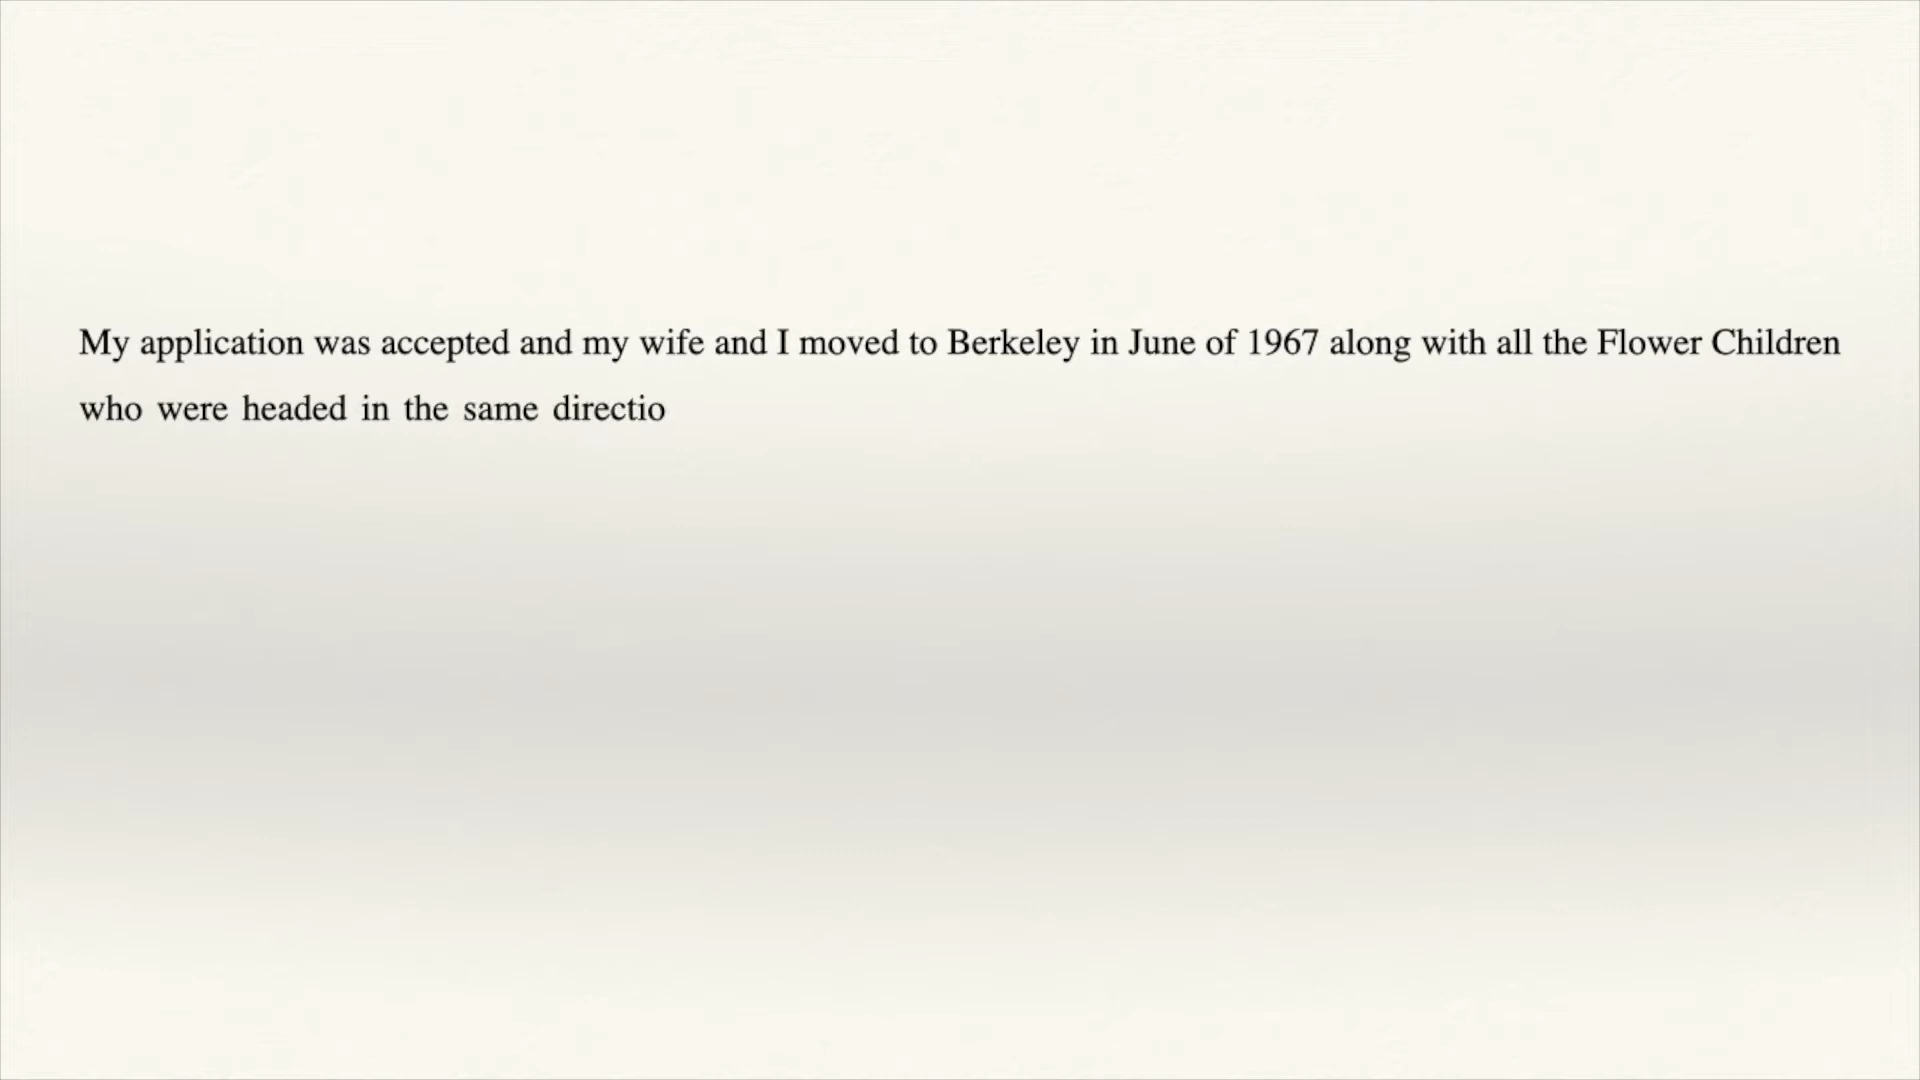 My application was accepted and my wife and I moved to Berkeley in June of 1967 along with all the Flower Children
who were headed in the same directio